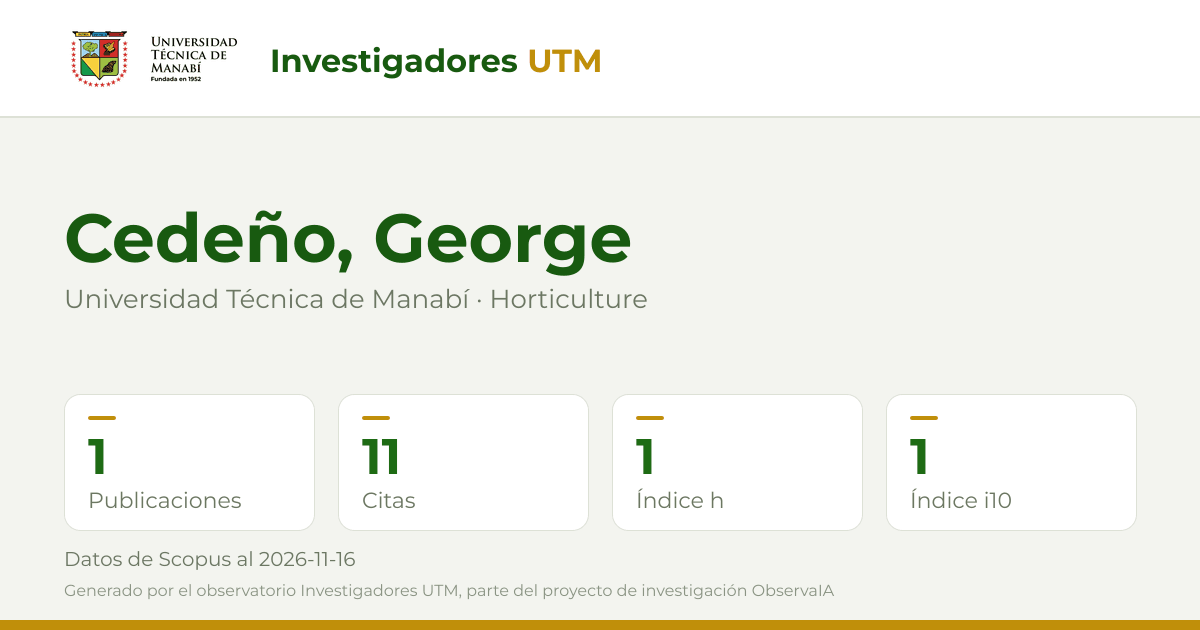 UNIVERSIDAD
TÉCNICA DE
MANABÍ
Fundada en 1952
Investigadores UTM
Cedeño, George
Universidad Técnica de Manabí · Horticulture
1
Publicaciones
11
Citas
1
Índice h
1
Índice i10
Datos de Scopus al 2026-11-16
Generado por el observatorio Investigadores UTM, parte del proyecto de investigación ObservaIA